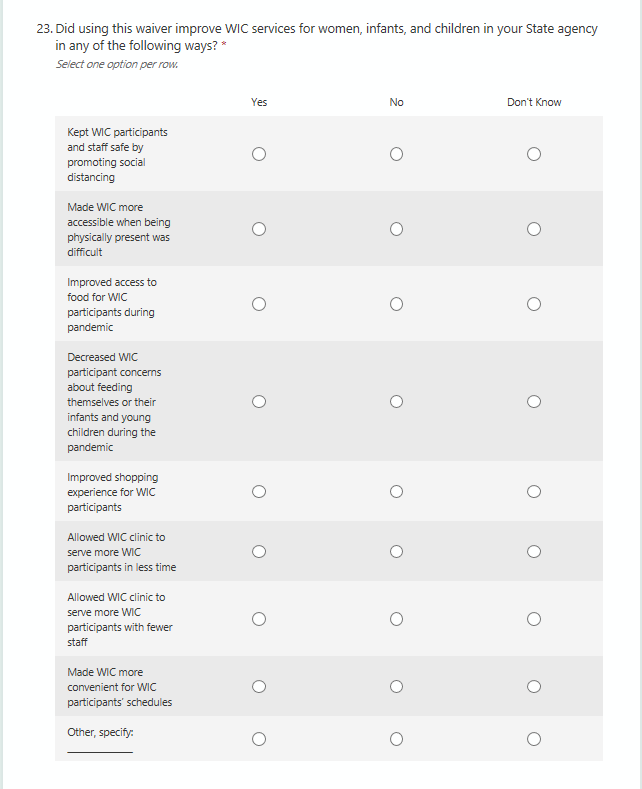 23. Did using this waiver improve WIC services for women, infants, and children in your State agency
in any of the following ways? *
Select one option per row.
Yes No Don't Know
Kept WIC participants
and staff safe by
promoting social
distancing
Made WIC more
accessible when being
physically present was
difficult
Improved access to
food for WIC
participants during
pandemic
Decreased WIC
participant concerns
about feeding
themselves or their
infants and young
children during the
pandemic
Improved shopping
experience for WIC
participants
Allowed WIC clinic to
serve more WIC
participants in less time
Allowed WIC clinic to
serve more WIC
participants with fewer
staff
Made WIC more
convenient for WIC
participants' schedules
Other, specify: